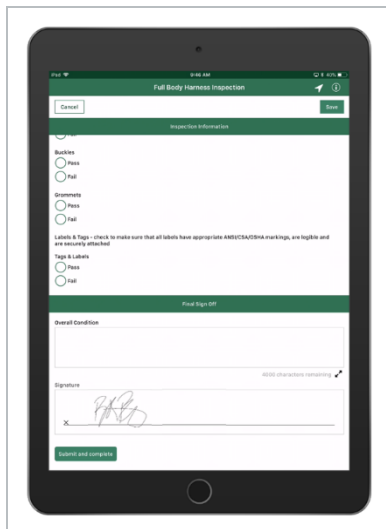 iPad
9:46 AM
40%
Full Body Harness Inspection
Cancel
Save
Inspection Information
Fail
Buckles
Pass
Fail
Grommets
Pass
Fail
Labels & Tags - check to make sure that all labels have appropriate ANSI/CSA/OSHA markings, are legible and
are securely attached
Tags & Labels
Pass
Fail
Final Sign Off
Overall Condition
4000 characters remaining
Signature
x
Submit and complete